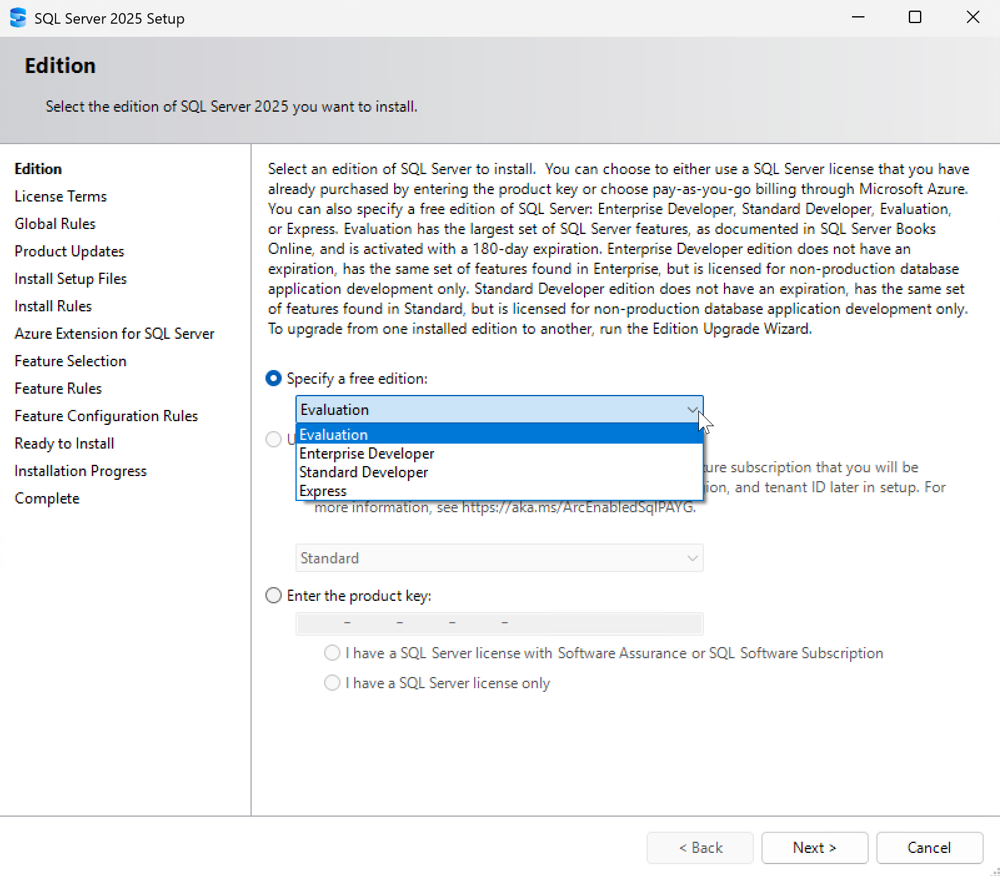 SQL Server 2025 Setup
Edition
Select the edition of SQL Server 2025 you want to install.
Edition
License Terms
Global Rules
Product Updates
Install Setup Files
Install Rules
Azure Extension for SQL Server
Feature Selection
Feature Rules
Feature Configuration Rules
Ready to Install
Installation Progress
Complete
Select an edition of SQL Server to install.  You can choose to either use a SQL Server license that you have
already purchased by entering the product key or choose pay-as-you-go billing through Microsoft Azure.
You can also specify a free edition of SQL Server: Enterprise Developer, Standard Developer, Evaluation,
or Express. Evaluation has the largest set of SQL Server features, as documented in SQL Server Books
Online, and is activated with a 180-day expiration. Enterprise Developer edition does not have an
expiration, has the same set of features found in Enterprise, but is licensed for non-production database
application development only. Standard Developer edition does not have an expiration, has the same set
of features found in Standard, but is licensed for non-production database application development only.
To upgrade from one installed edition to another, run the Edition Upgrade Wizard.
Specify a free edition:
Evaluation
Evaluation
Enterprise Developer
Standard Developer
Express
subscription that you will be
and tenant ID later in setup. For
more information, see https://aka.ms/ArcEnabledSqlPAYG.
Standard
Enter the product key:
- - - -
I have a SQL Server license with Software Assurance or SQL Software Subscription
I have a SQL Server license only
< Back
Next >
Cancel